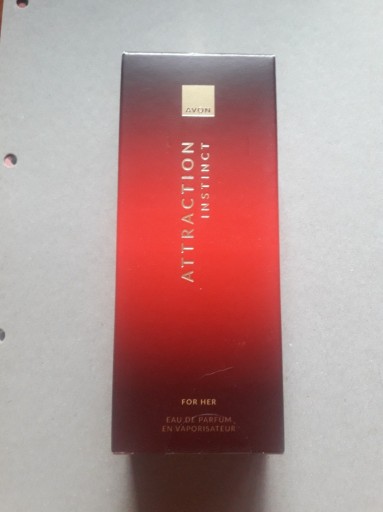 AVON
ATTRACTION
INSTINCT
FOR HER
EAU DE PARFUM
EN VAPORISATEUR